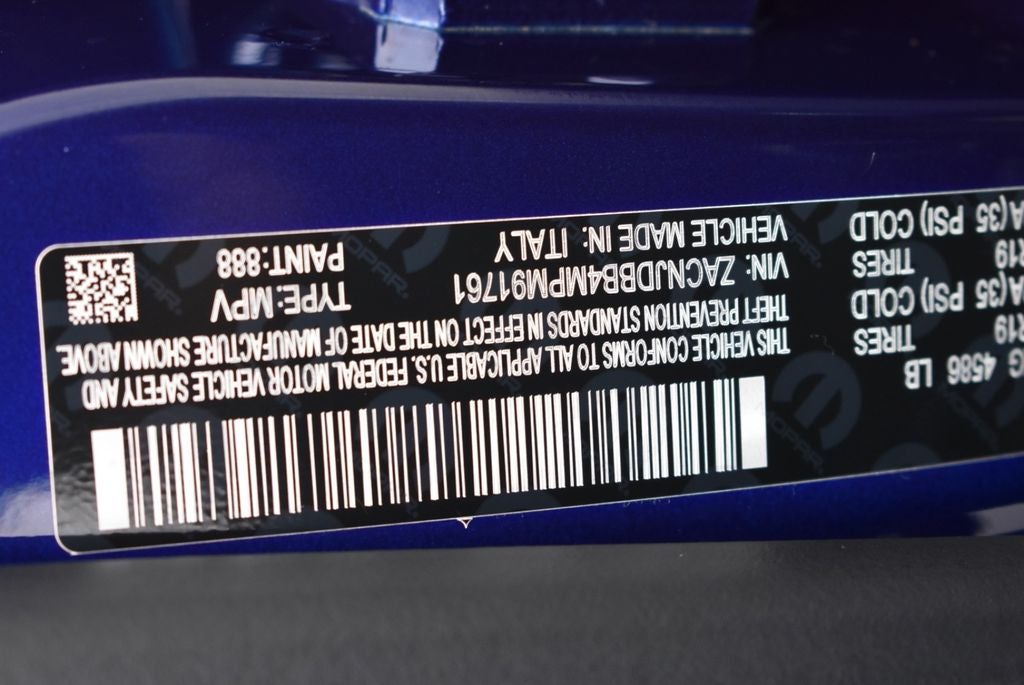 G 4586 LB
R19 TIRES
A(35 PSI) COLD
R19 TIRES
A(35 PSI) COLD
THIS VEHICLE CONFORMS TO ALL APPLICABLE U.S. FEDERAL MOTOR VEHICLE SAFETY AND
THEFT PREVENTION STANDARDS IN EFFECT ON THE DATE OF MANUFACTURE SHOWN ABOVE.
VIN: ZACNJDBB4MPM91761 TYPE: MPV
VEHICLE MADE IN: ITALY PAINT: 888
MOPAR.